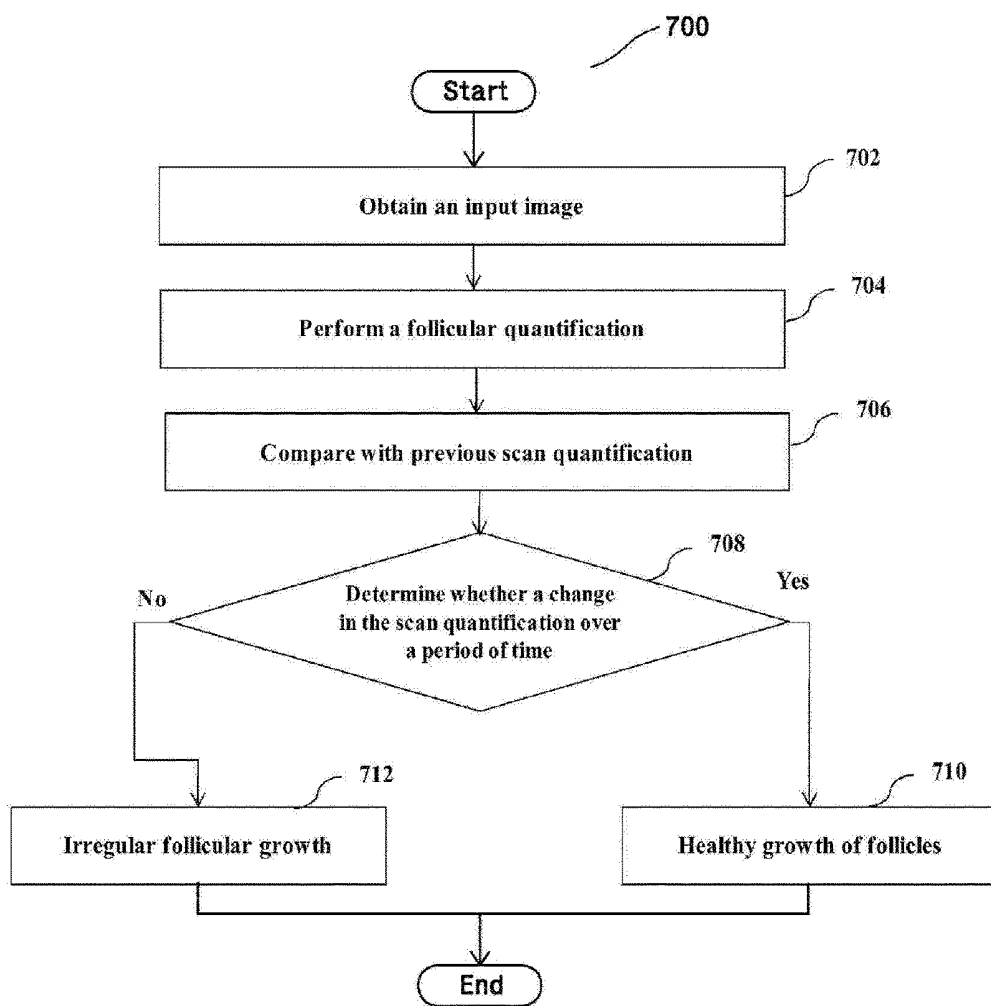 700
Start
702
Obtain an input image
704
Perform a follicular quantification
706
Compare with previous scan quantification
708
No
Yes
Determine whether a change
in the scan quantification over
a period of time
712
710
Irregular follicular growth
Healthy growth of follicles
End